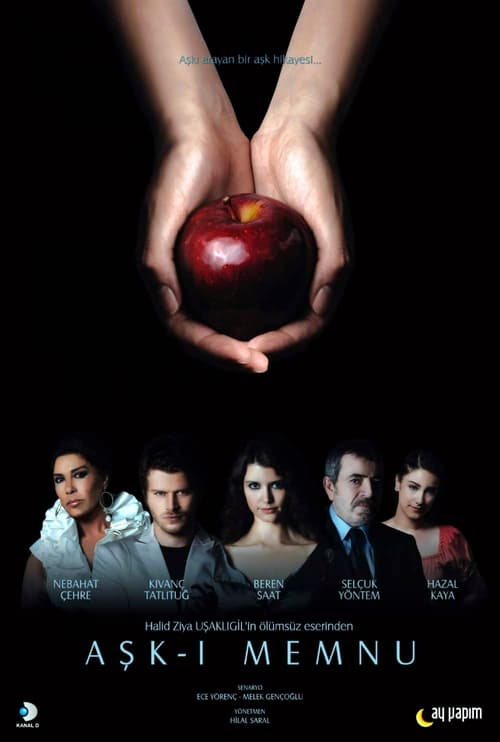 Aşkı arayan bir aşk hikayesi...
NEBAHAT ÇEHRE
KIVANÇ TATLITUĞ
BEREN SAAT
SELÇUK YÖNTEM
HAZAL KAYA
Halid Ziya UŞAKLIGİL'in ölümsüz eserinden
AŞK-I MEMNU
SENARYO
ECE YÖRENÇ - MELEK GENÇOĞLU
YÖNETMEN
HİLAL SARAL
KANAL D
ay yapım